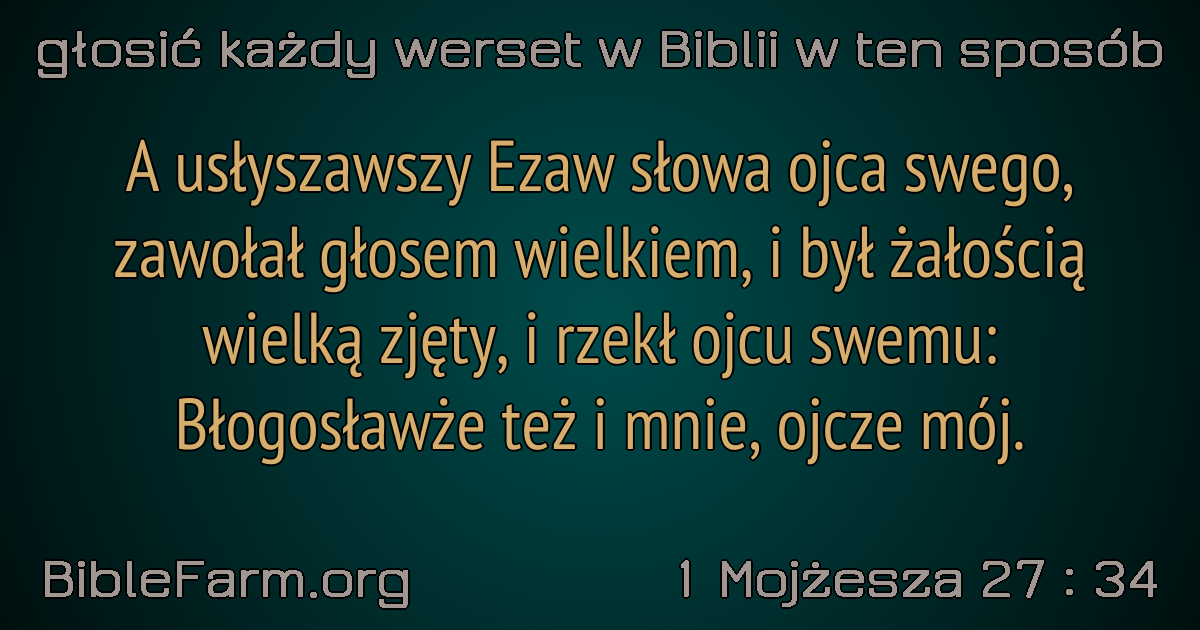 głosić każdy werset w Biblii w ten sposób
A usłyszawszy Ezaw słowa ojca swego,
zawołał głosem wielkiem, i był żałością
wielką zjęty, i rzekł ojcu swemu:
Błogosławże też i mnie, ojcze mój.
BibleFarm.org
1 Mojżesza 27 : 34